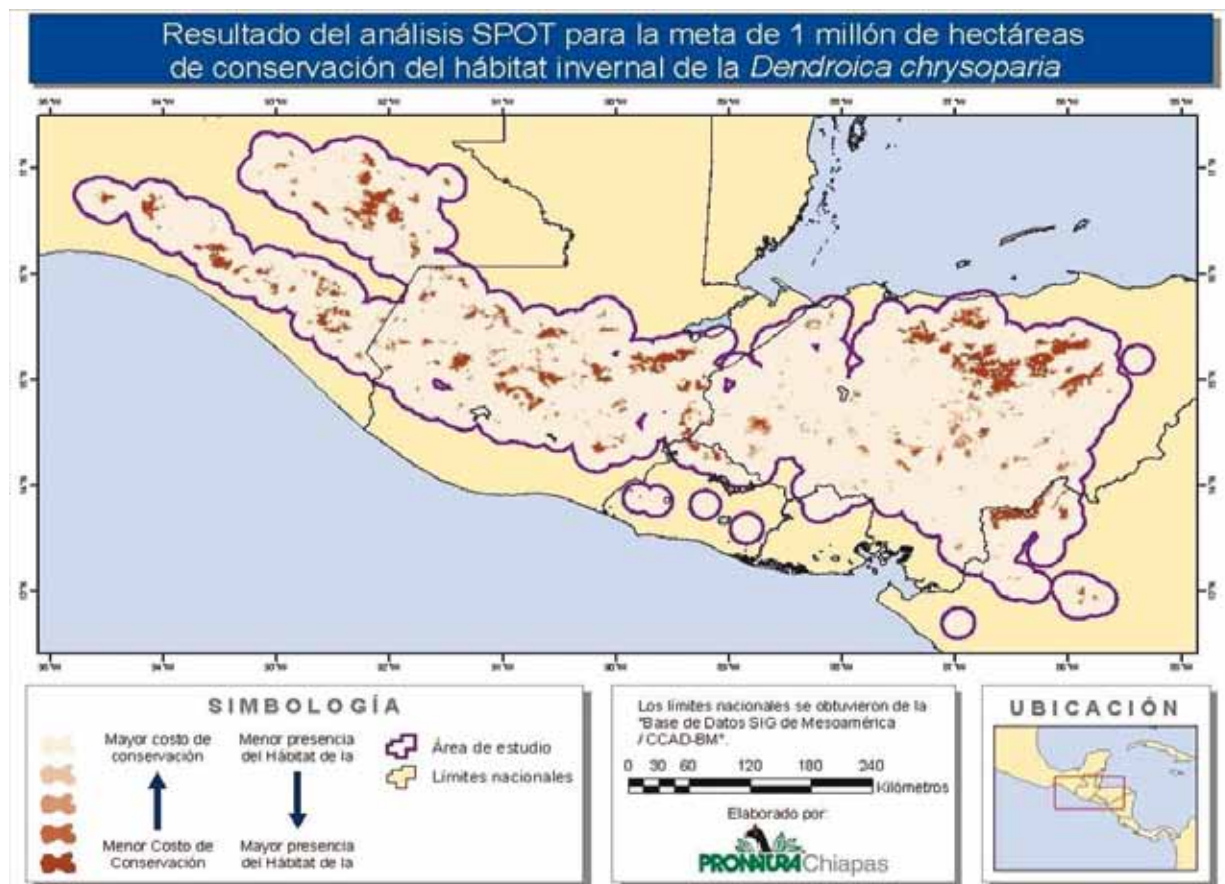 Resultado del análisis SPOT para la meta de 1 millón de hectáreas
de conservación del hábitat invernal de la Dendroica chrysoparia
SIMBOLOGÍA
Mayor costo de
conservación
Menor Costo de
Conservación
Menor presencia
del Hábitat de la
Mayor presencia
del Hábitat de la
Área de estudio
Límites nacionales
Los límites nacionales se obtuvieron de la
"Base de Datos SIG de Mesoamérica
/ CCAD-BM".
0 30 60 120 180 240
Kilómetros
Elaborado por:
PRONATURA Chiapas
UBICACIÓN